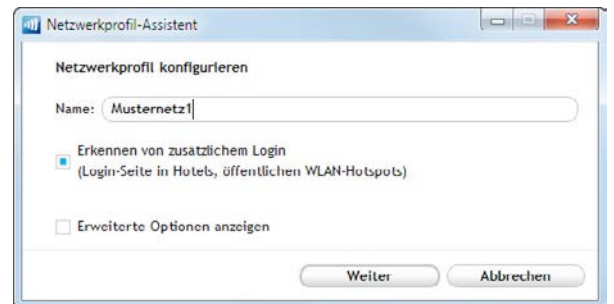 Netzwerkprofil-Assistent
Netzwerkprofil konfigurieren
Name: Musternetz1
Erkennen von zusätzlichem Login
(Login-Seite in Hotels, öffentlichen WLAN-Hotspots)
Erweiterte Optionen anzeigen
Weiter Abbrechen